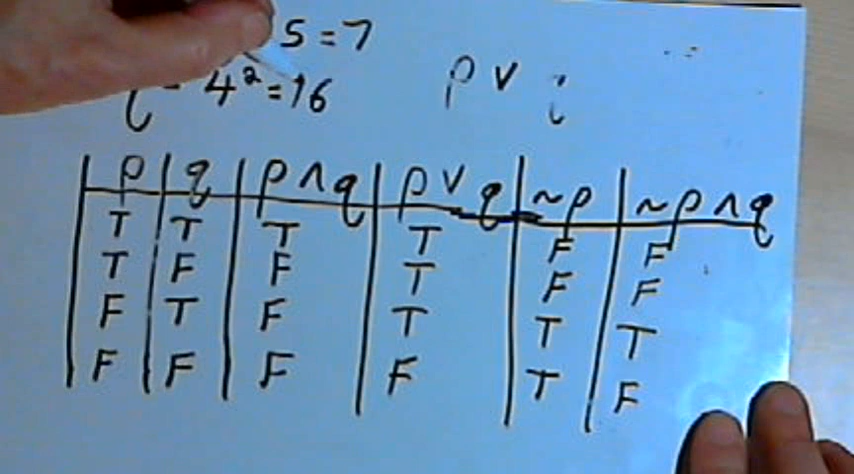 5 = 7
4² = 16 p ∨
p q p ∧ q p ∨ q ~p ~p ∧ q
T T T T F F
T F F T F F
F T F T T T
F F F F T F